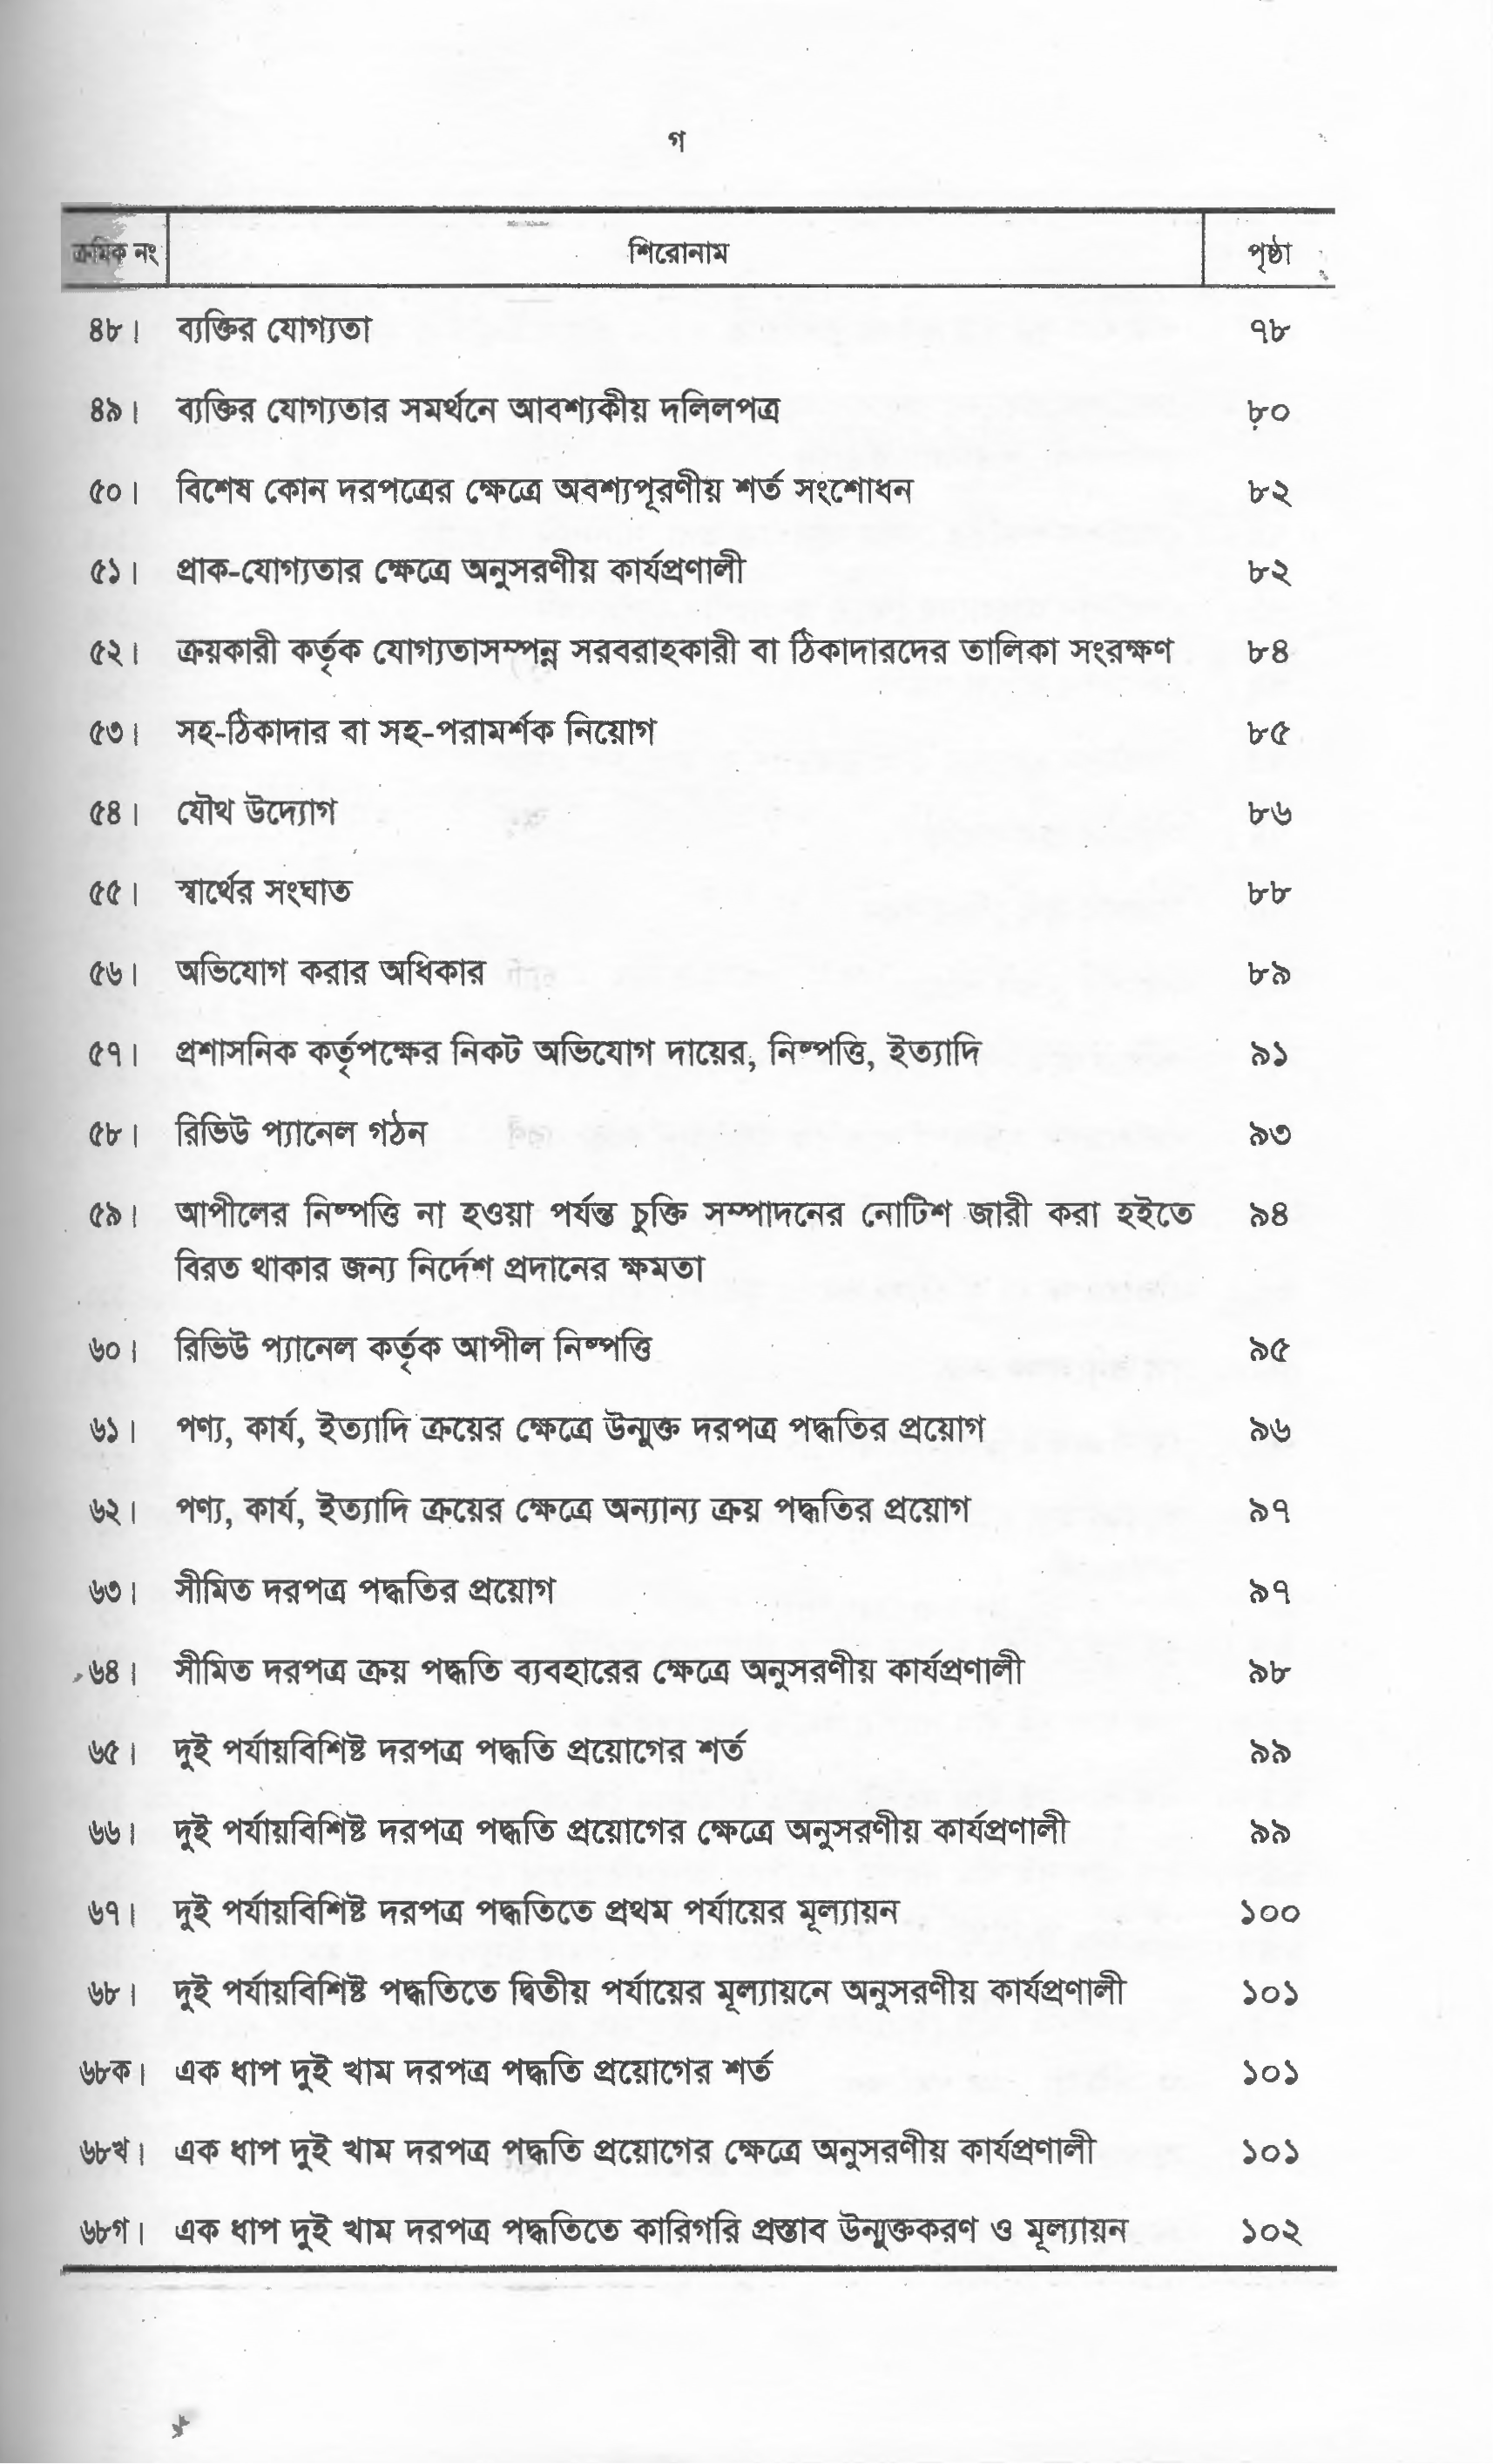 গ
ক্রমিক নং শিরোনাম পৃষ্ঠা
৪৮। ব্যক্তির যোগ্যতা ৭৮
৪৯। ব্যক্তির যোগ্যতার সমর্থনে আবশ্যকীয় দলিলপত্র ৮০
৫০। বিশেষ কোন দরপত্রের ক্ষেত্রে অবশ্যপূরণীয় শর্ত সংশোধন ৮২
৫১। প্রাক-যোগ্যতার ক্ষেত্রে অনুসরণীয় কার্যপ্রণালী ৮২
৫২। ক্রয়কারী কর্তৃক যোগ্যতাসম্পন্ন সরবরাহকারী বা ঠিকাদারদের তালিকা সংরক্ষণ ৮৪
৫৩। সহ-ঠিকাদার বা সহ-পরামর্শক নিয়োগ ৮৫
৫৪। যৌথ উদ্যোগ ৮৬
৫৫। স্বার্থের সংঘাত ৮৮
৫৬। অভিযোগ করার অধিকার ৮৯
৫৭। প্রশাসনিক কর্তৃপক্ষের নিকট অভিযোগ দায়ের, নিষ্পত্তি, ইত্যাদি ৯১
৫৮। রিভিউ প্যানেল গঠন ৯৩
৫৯। আপীলের নিষ্পত্তি না হওয়া পর্যন্ত চুক্তি সম্পাদনের নোটিশ জারী করা হইতে ৯৪
বিরত থাকার জন্য নির্দেশ প্রদানের ক্ষমতা
৬০। রিভিউ প্যানেল কর্তৃক আপীল নিষ্পত্তি ৯৫
৬১। পণ্য, কার্য, ইত্যাদি ক্রয়ের ক্ষেত্রে উন্মুক্ত দরপত্র পদ্ধতির প্রয়োগ ৯৬
৬২। পণ্য, কার্য, ইত্যাদি ক্রয়ের ক্ষেত্রে অন্যান্য ক্রয় পদ্ধতির প্রয়োগ ৯৭
৬৩। সীমিত দরপত্র পদ্ধতির প্রয়োগ ৯৭
৬৪। সীমিত দরপত্র ক্রয় পদ্ধতি ব্যবহারের ক্ষেত্রে অনুসরণীয় কার্যপ্রণালী ৯৮
৬৫। দুই পর্যায়বিশিষ্ট দরপত্র পদ্ধতি প্রয়োগের শর্ত ৯৯
৬৬। দুই পর্যায়বিশিষ্ট দরপত্র পদ্ধতি প্রয়োগের ক্ষেত্রে অনুসরণীয় কার্যপ্রণালী ৯৯
৬৭। দুই পর্যায়বিশিষ্ট দরপত্র পদ্ধতিতে প্রথম পর্যায়ের মূল্যায়ন ১০০
৬৮। দুই পর্যায়বিশিষ্ট পদ্ধতিতে দ্বিতীয় পর্যায়ের মূল্যায়নে অনুসরণীয় কার্যপ্রণালী ১০১
৬৮ক। এক ধাপ দুই খাম দরপত্র পদ্ধতি প্রয়োগের শর্ত ১০১
৬৮খ। এক ধাপ দুই খাম দরপত্র পদ্ধতি প্রয়োগের ক্ষেত্রে অনুসরণীয় কার্যপ্রণালী ১০১
৬৮গ। এক ধাপ দুই খাম দরপত্র পদ্ধতিতে কারিগরি প্রস্তাব উন্মুক্তকরণ ও মূল্যায়ন ১০২